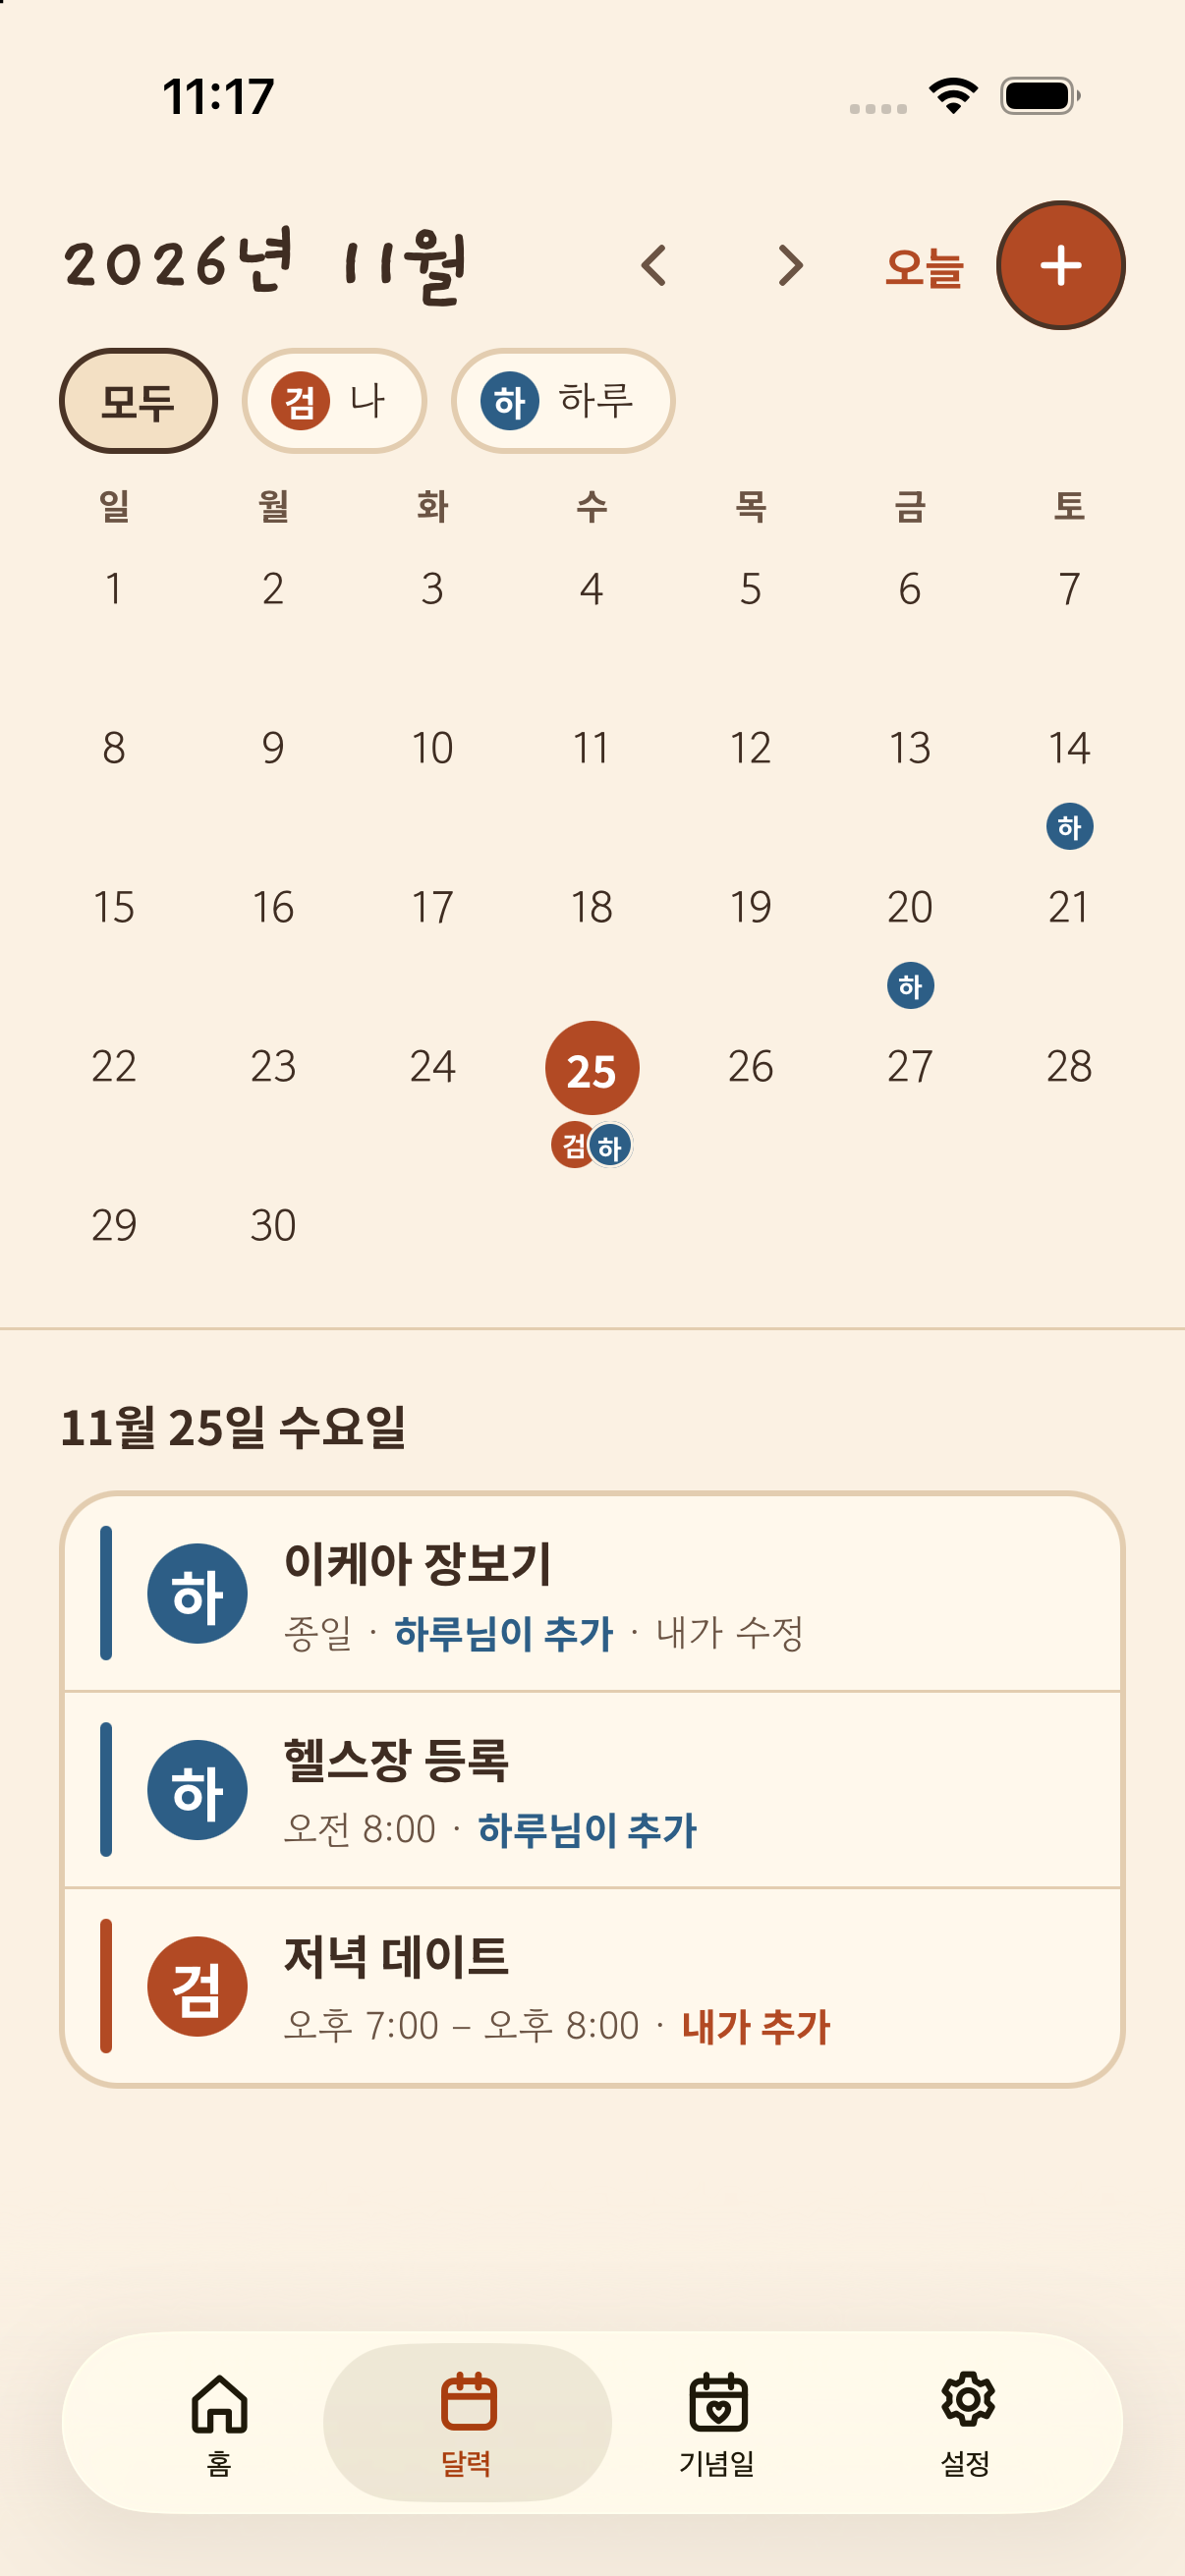 11:17
2026년 11월
오늘
모두
검 나
하 하루
일 월 화 수 목 금 토
1 2 3 4 5 6 7
8 9 10 11 12 13 14
하
15 16 17 18 19 20 21
하
22 23 24 25 26 27 28
검 하
29 30
11월 25일 수요일
하
이케아 장보기
종일 · 하루님이 추가 · 내가 수정
하
헬스장 등록
오전 8:00 · 하루님이 추가
검
저녁 데이트
오후 7:00 – 오후 8:00 · 내가 추가
홈 달력 기념일 설정